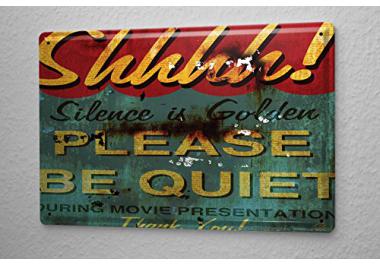 Shhhh!
Silence is Golden
PLEASE
BE QUIET
DURING MOVIE PRESENTATION
Thank You!